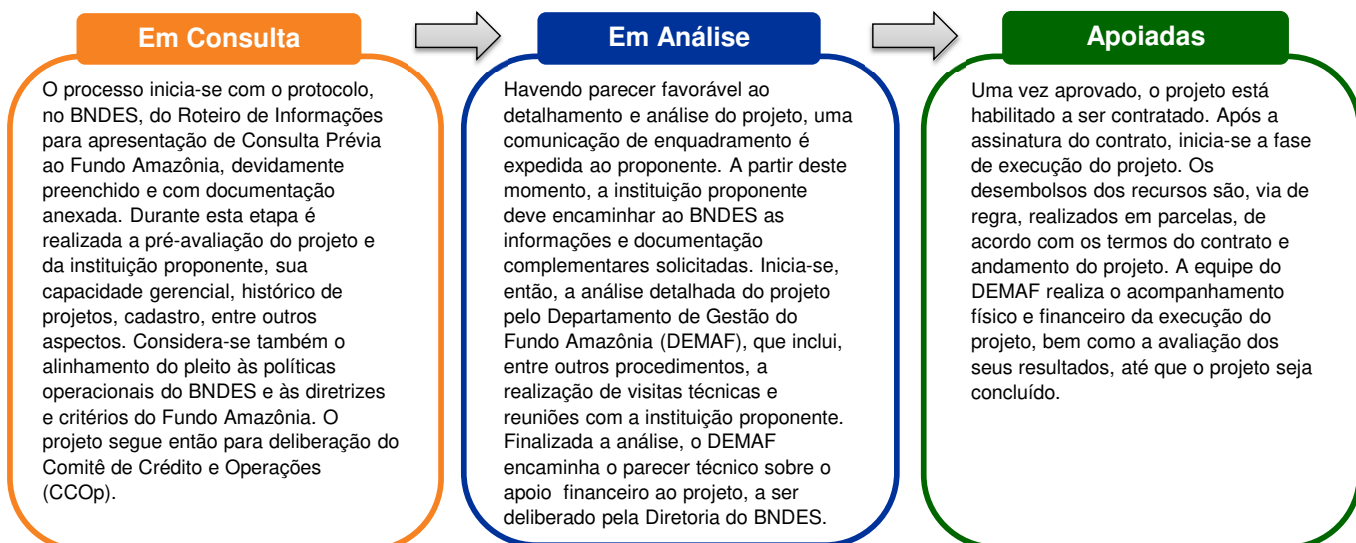 Em Consulta
O processo inicia-se com o protocolo,
no BNDES, do Roteiro de Informações
para apresentação de Consulta Prévia
ao Fundo Amazônia, devidamente
preenchido e com documentação
anexada. Durante esta etapa é
realizada a pré-avaliação do projeto e
da instituição proponente, sua
capacidade gerencial, histórico de
projetos, cadastro, entre outros
aspectos. Considera-se também o
alinhamento do pleito às políticas
operacionais do BNDES e às diretrizes
e critérios do Fundo Amazônia. O
projeto segue então para deliberação do
Comitê de Crédito e Operações
(CCOp).
Em Análise
Havendo parecer favorável ao
detalhamento e análise do projeto, uma
comunicação de enquadramento é
expedida ao proponente. A partir deste
momento, a instituição proponente
deve encaminhar ao BNDES as
informações e documentação
complementares solicitadas. Inicia-se,
então, a análise detalhada do projeto
pelo Departamento de Gestão do
Fundo Amazônia (DEMAF), que inclui,
entre outros procedimentos, a
realização de visitas técnicas e
reuniões com a instituição proponente.
Finalizada a análise, o DEMAF
encaminha o parecer técnico sobre o
apoio financeiro ao projeto, a ser
deliberado pela Diretoria do BNDES.
Apoiadas
Uma vez aprovado, o projeto está
habilitado a ser contratado. Após a
assinatura do contrato, inicia-se a fase
de execução do projeto. Os
desembolsos dos recursos são, via de
regra, realizados em parcelas, de
acordo com os termos do contrato e
andamento do projeto. A equipe do
DEMAF realiza o acompanhamento
físico e financeiro da execução do
projeto, bem como a avaliação dos
seus resultados, até que o projeto seja
concluído.